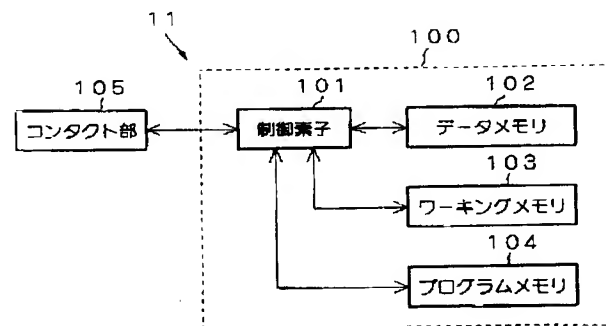 11
100
105
101
102
コンタクト部
制御素子
データメモリ
103
ワーキングメモリ
104
プログラムメモリ